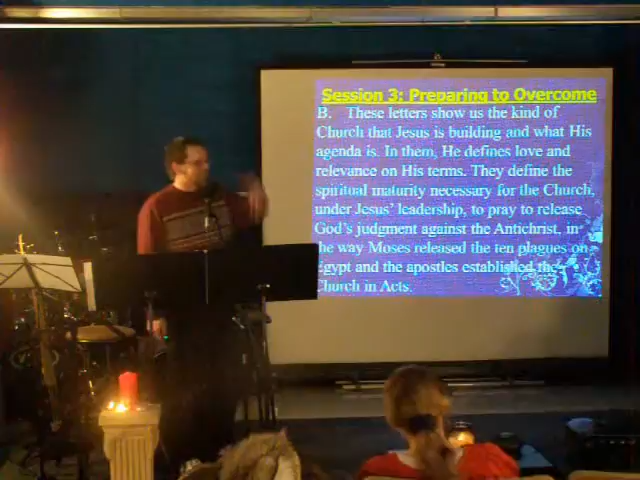 Session 3: Preparing to Overcome
B. These letters show us the kind of
Church that Jesus is building and what His
agenda is. In them, He defines love and
relevance on His terms. They define the
spiritual maturity necessary for the Church,
under Jesus' leadership, to pray to release
God's judgment against the Antichrist, in
the way Moses released the ten plagues on
Egypt and the apostles established the
Church in Acts.